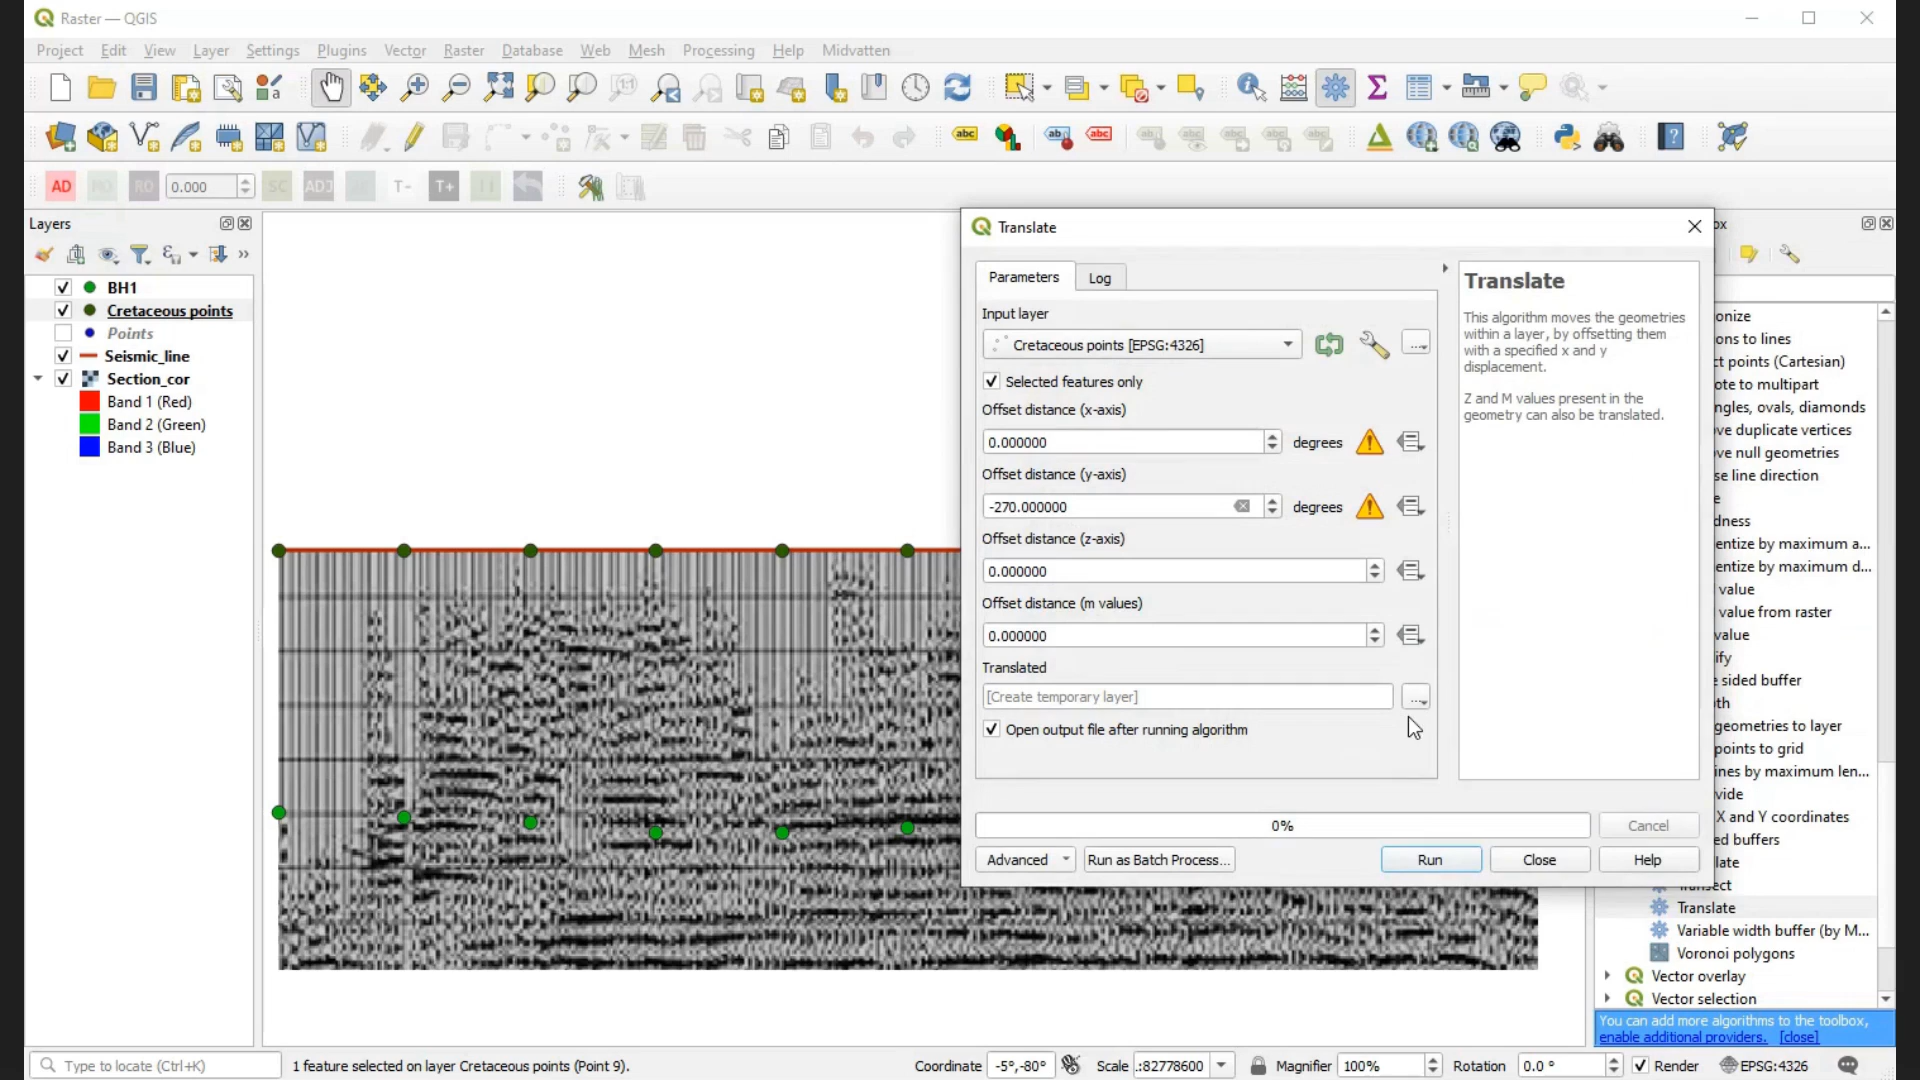 Raster — QGIS
Project Edit View Layer Settings Plugins Vector Raster Database Web Mesh Processing Help Midvatten
AD RO 0.000 SC ADJ T- T+
Layers
BH1
Cretaceous points
Points
Seismic_line
Section_cor
Band 1 (Red)
Band 2 (Green)
Band 3 (Blue)
Translate
Parameters Log
Input layer
Cretaceous points [EPSG:4326]
Selected features only
Offset distance (x-axis)
0.000000 degrees
Offset distance (y-axis)
-270.000000 degrees
Offset distance (z-axis)
0.000000
Offset distance (m values)
0.000000
Translated
[Create temporary layer]
Open output file after running algorithm
0% Cancel
Advanced Run as Batch Process... Run Close Help
Translate
This algorithm moves the geometries
within a layer, by offsetting them
with a specified x and y
displacement.
Z and M values present in the
geometry can also be translated.
ox
onize
ons to lines
ct points (Cartesian)
ote to multipart
ngles, ovals, diamonds
ve duplicate vertices
ve null geometries
se line direction
e
dness
entize by maximum a...
entize by maximum d...
value
value from raster
value
ify
sided buffer
th
geometries to layer
points to grid
ines by maximum len...
vide
X and Y coordinates
ed buffers
late
Transect
Translate
Variable width buffer (by M...
Voronoi polygons
Vector overlay
Vector selection
You can add more algorithms to the toolbox,
enable additional providers. [close]
Type to locate (Ctrl+K) 1 feature selected on layer Cretaceous points (Point 9). Coordinate -5°,-80° Scale .:82778600 Magnifier 100% Rotation 0.0 ° Render EPSG:4326